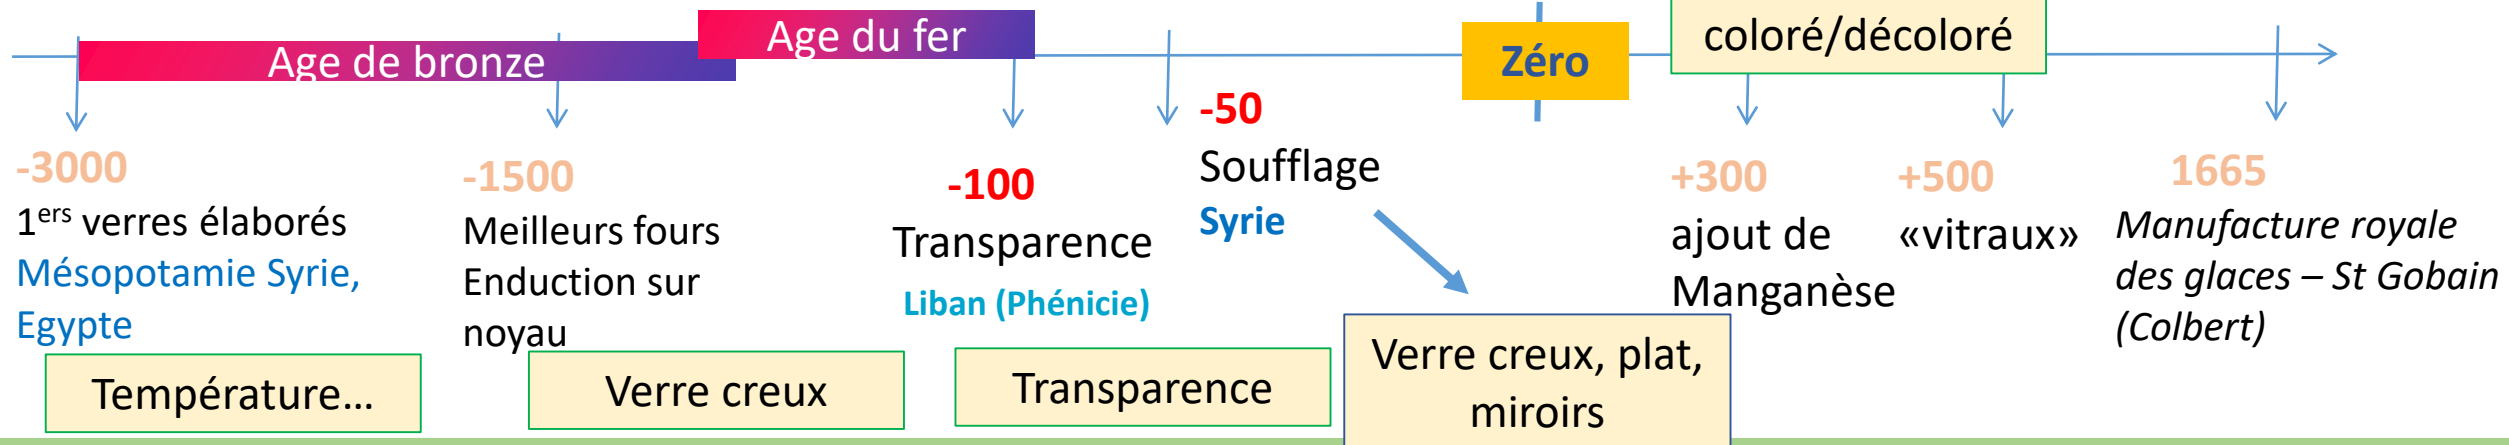 Age de bronze
Age du fer
Zéro
coloré/décoloré
-3000
1ers verres élaborés
Mésopotamie Syrie,
Egypte
Température...
-1500
Meilleurs fours
Enduction sur
noyau
Verre creux
-100
Transparence
Liban (Phénicie)
Transparence
-50
Soufflage
Syrie
Verre creux, plat,
miroirs
+300
ajout de
Manganèse
+500
«vitraux»
1665
Manufacture royale
des glaces – St Gobain
(Colbert)